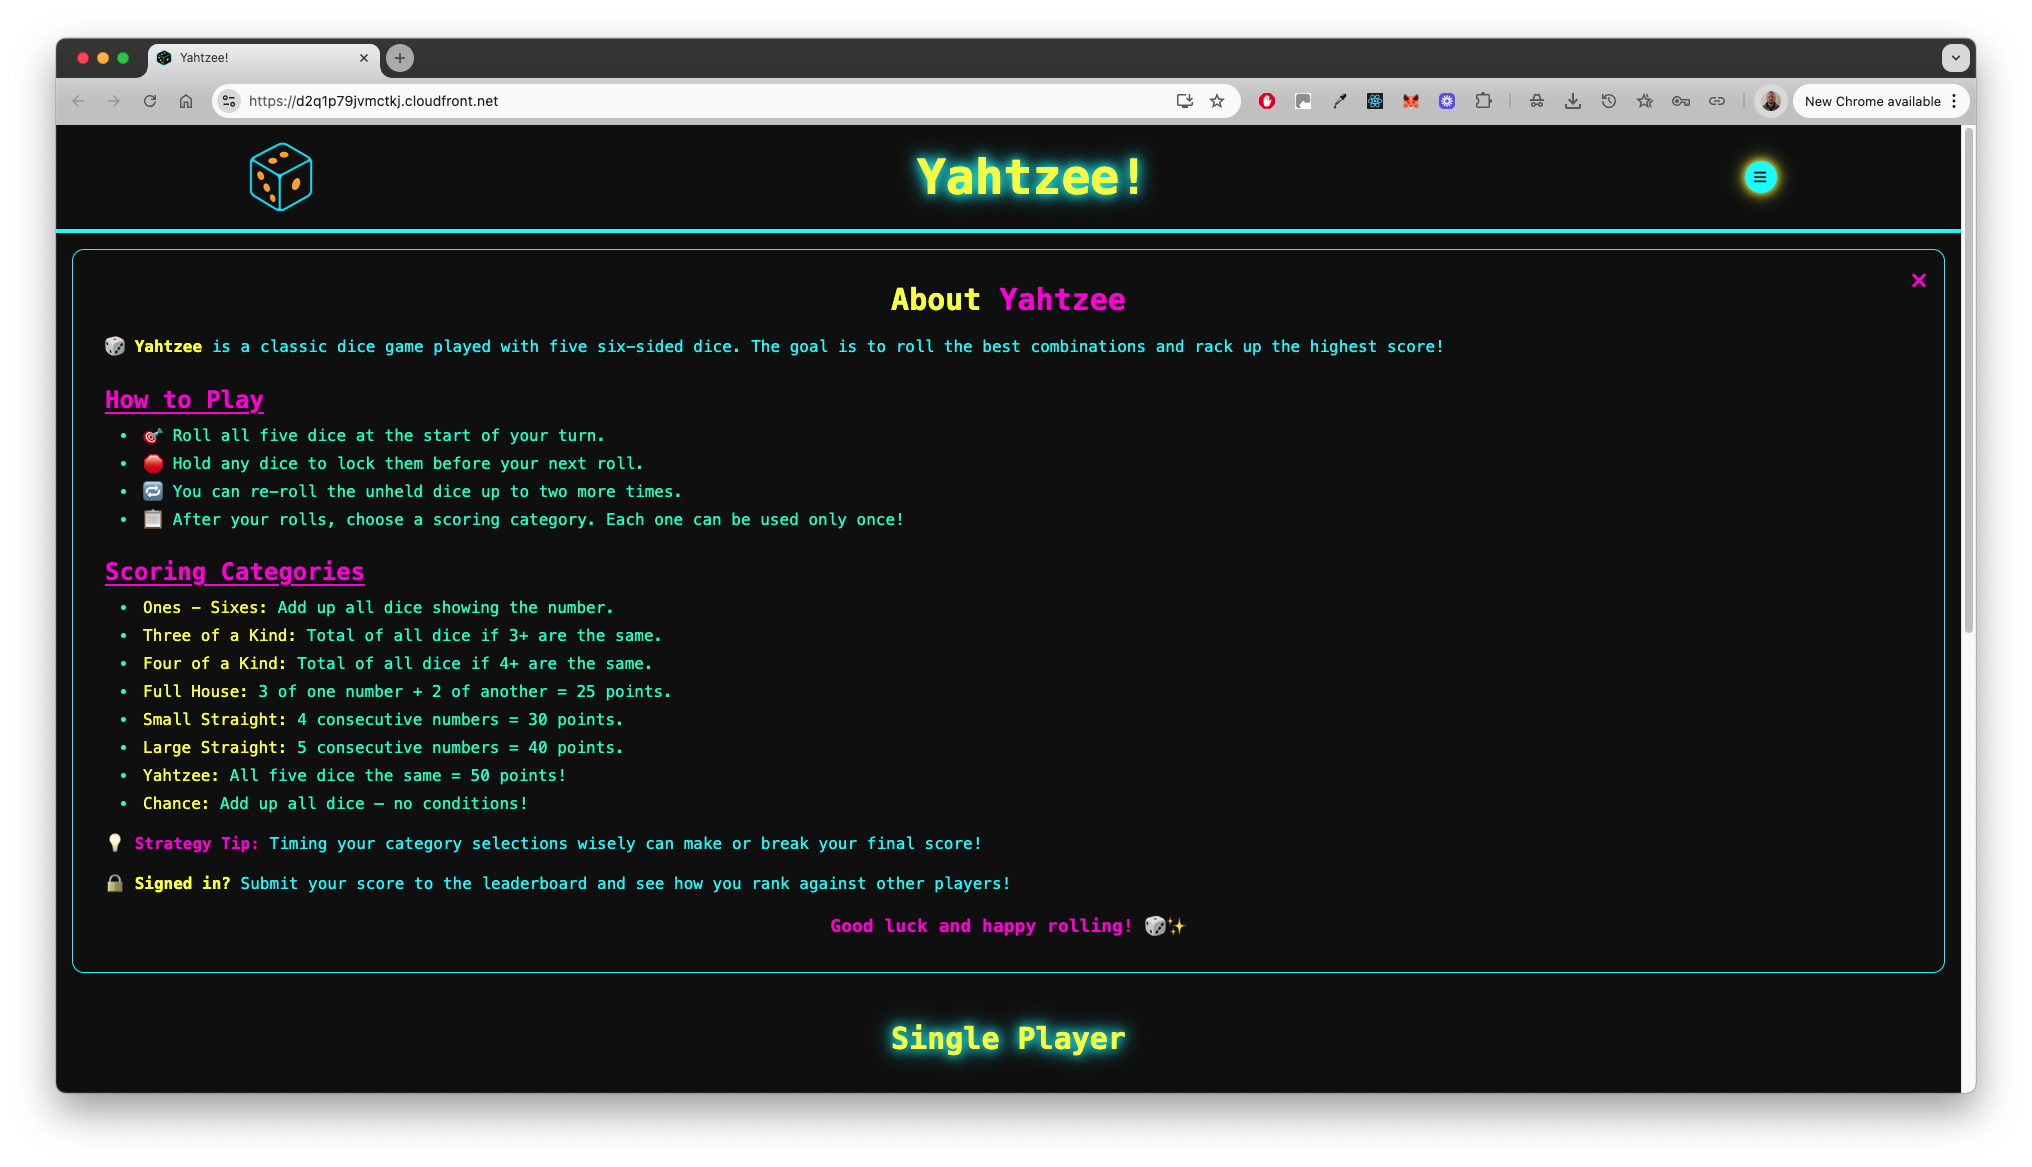 Yahtzee!
https://d2q1p79jvmctkj.cloudfront.net
New Chrome available
Yahtzee!
About Yahtzee
Yahtzee is a classic dice game played with five six-sided dice. The goal is to roll the best combinations and rack up the highest score!
How to Play
• Roll all five dice at the start of your turn.
• Hold any dice to lock them before your next roll.
• You can re-roll the unheld dice up to two more times.
• After your rolls, choose a scoring category. Each one can be used only once!
Scoring Categories
• Ones – Sixes: Add up all dice showing the number.
• Three of a Kind: Total of all dice if 3+ are the same.
• Four of a Kind: Total of all dice if 4+ are the same.
• Full House: 3 of one number + 2 of another = 25 points.
• Small Straight: 4 consecutive numbers = 30 points.
• Large Straight: 5 consecutive numbers = 40 points.
• Yahtzee: All five dice the same = 50 points!
• Chance: Add up all dice — no conditions!
Strategy Tip: Timing your category selections wisely can make or break your final score!
Signed in? Submit your score to the leaderboard and see how you rank against other players!
Good luck and happy rolling!
Single Player